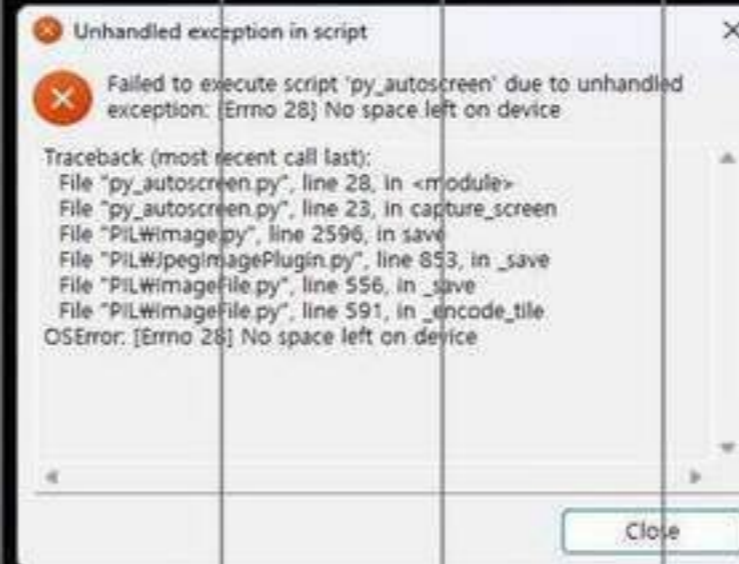 Unhandled exception in script
Failed to execute script 'py_autoscreen' due to unhandled
exception: [Errno 28] No space left on device
Traceback (most recent call last):
File "py_autoscreen.py", line 28, in <module>
File "py_autoscreen.py", line 23, in capture_screen
File "PIL₩Image.py", line 2596, in save
File "PIL₩JpegImagePlugin.py", line 853, in _save
File "PIL₩ImageFile.py", line 556, in _save
File "PIL₩ImageFile.py", line 591, in _encode_tile
OSError: [Errno 28] No space left on device
Close